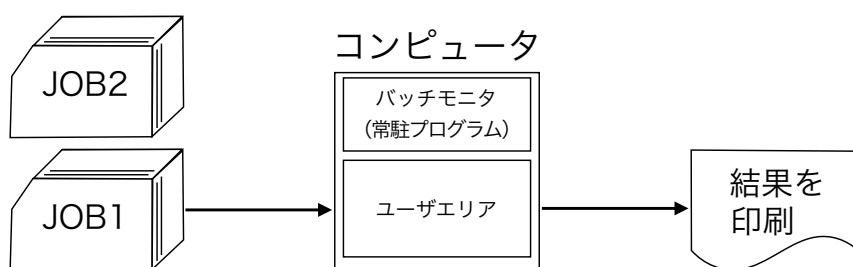 JOB2
JOB1
コンピュータ
バッチモニタ
(常駐プログラム)
ユーザエリア
結果を
印刷